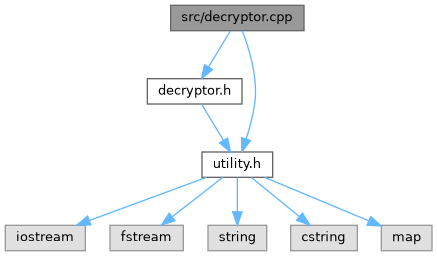 src/decryptor.cpp
decryptor.h
utility.h
iostream
fstream
string
cstring
map